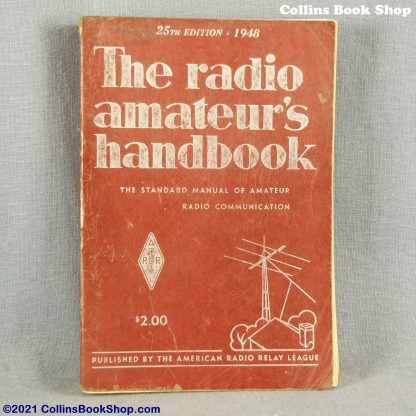 Collins Book Shop
25TH EDITION · 1948
The radio
amateur's
handbook
THE STANDARD MANUAL OF AMATEUR
RADIO COMMUNICATION
A
R R
L
$2.00
PUBLISHED BY THE AMERICAN RADIO RELAY LEAGUE
©2021 CollinsBookShop.com